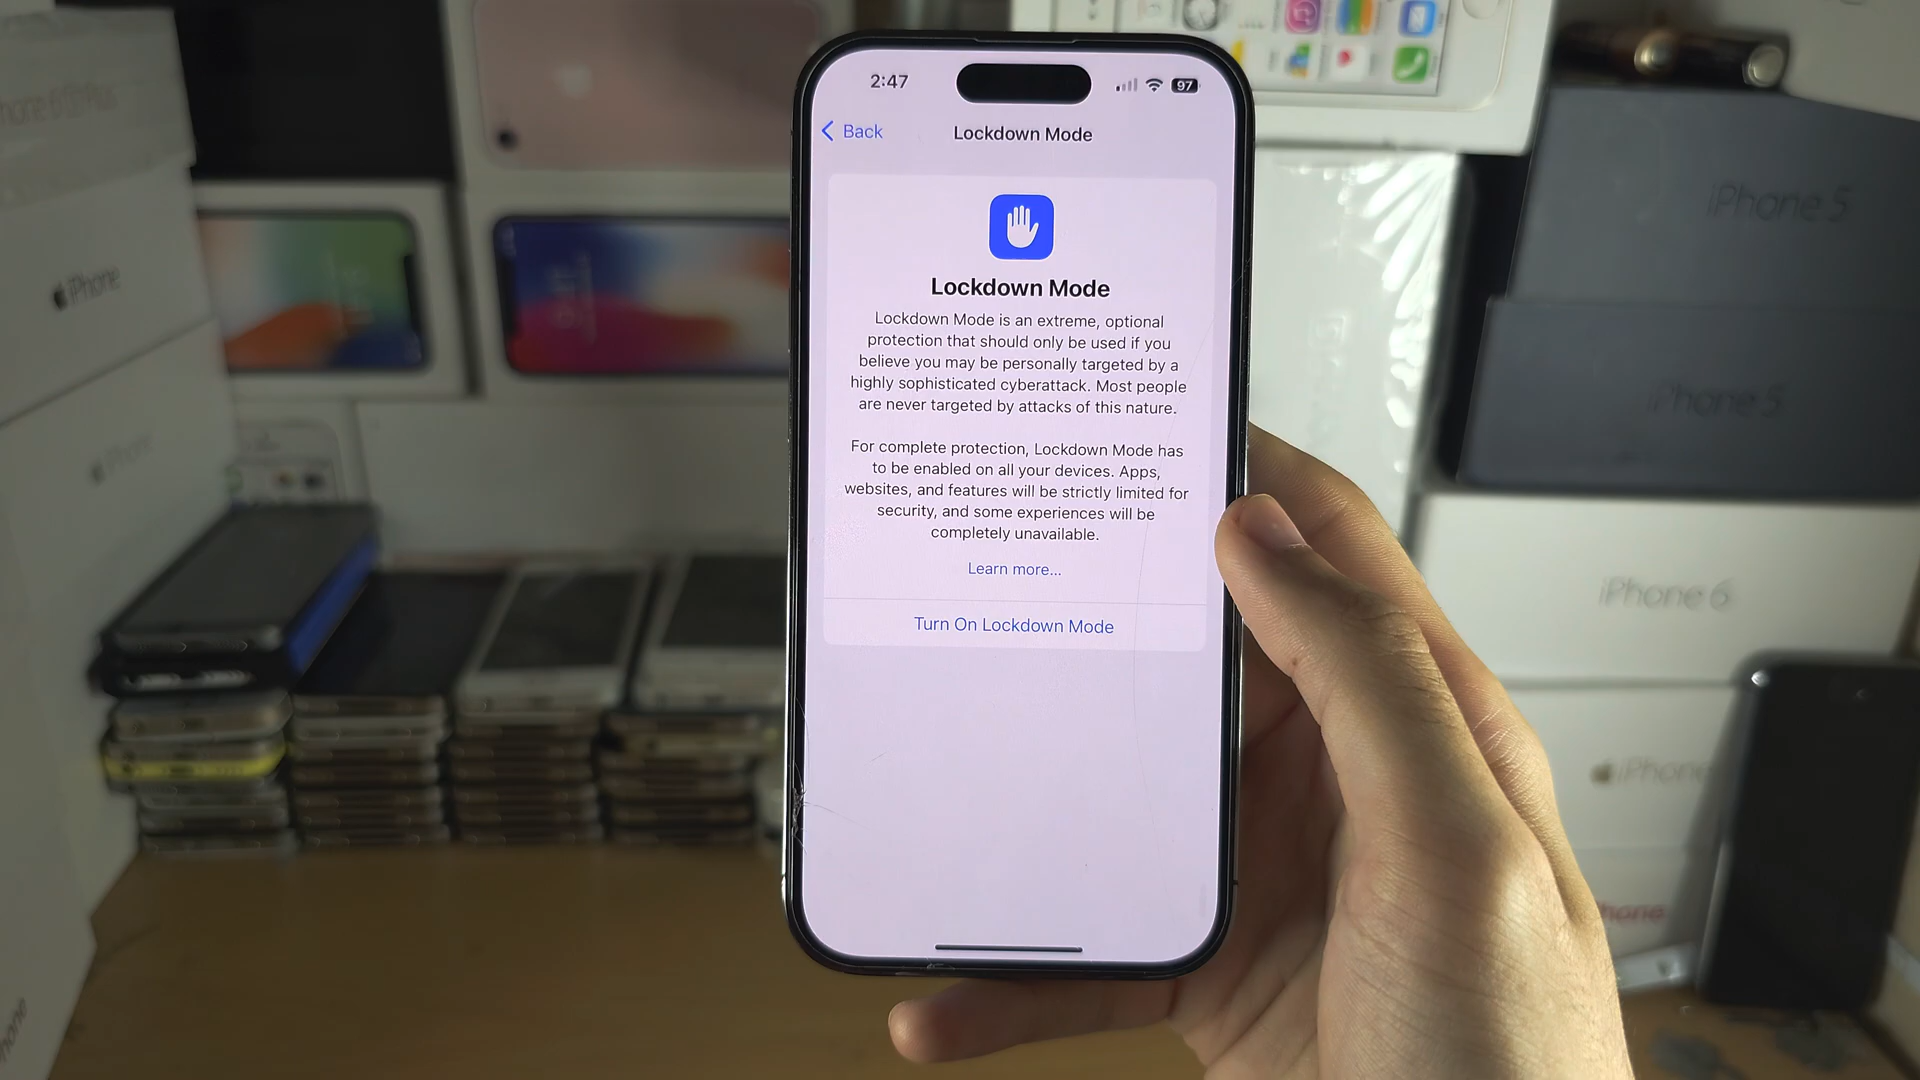 2:47
97
Back
Lockdown Mode
Lockdown Mode
Lockdown Mode is an extreme, optional
protection that should only be used if you
believe you may be personally targeted by a
highly sophisticated cyberattack. Most people
are never targeted by attacks of this nature.
For complete protection, Lockdown Mode has
to be enabled on all your devices. Apps,
websites, and features will be strictly limited for
security, and some experiences will be
completely unavailable.
Learn more...
Turn On Lockdown Mode
iPhone
iPhone
iPhone 5
iPhone 5
iPhone 6
iPhone